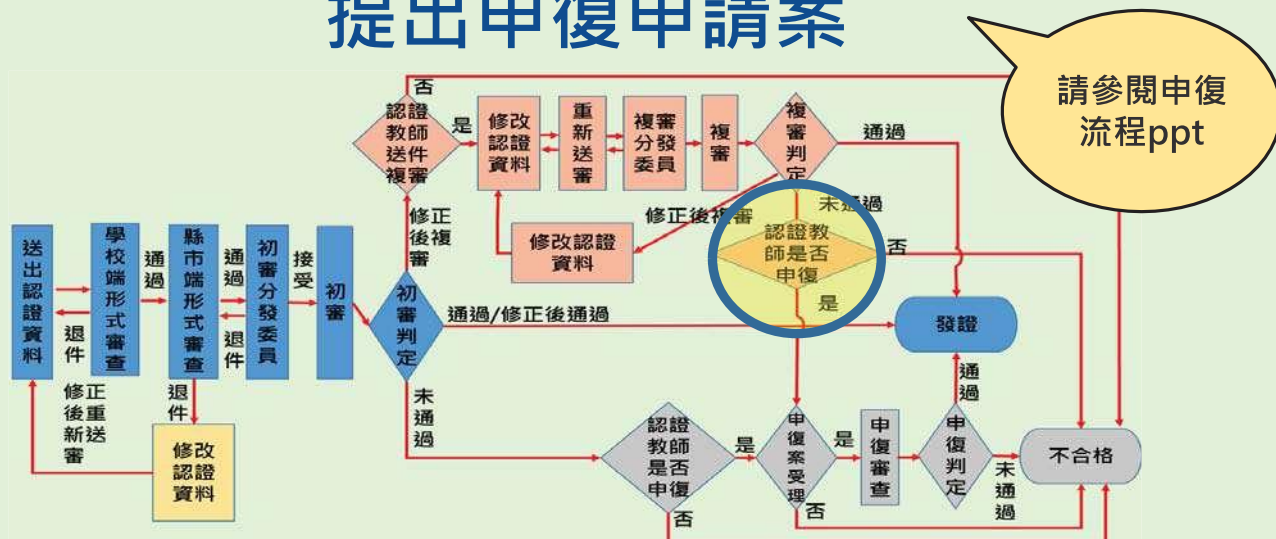 提出申復申請案
請參閱申復
流程ppt
否
認證
教師
送件
複審
是
修改
認證
資料
重
新
送
審
複審
分發
委員
複
審
複
審
判
定
通過
修正
後複
審
修正後複審
修改認證
資料
未通過
認證教
師是否
申復
否
是
送
出
認
證
資
料
退
件
學
校
端
形
式
審
查
通
過
縣
市
端
形
式
審
查
通
過
退
件
初
審
分
發
委
員
接
受
初
審
初
審
判
定
通過/修正後通過
發證
修正
後重
新送
審
退
件
修改
認證
資料
未
通
過
認證
教師
是否
申復
是
否
申
復
案
受
理
是
否
申
復
審
查
申
復
判
定
通
過
未
通
過
不合格